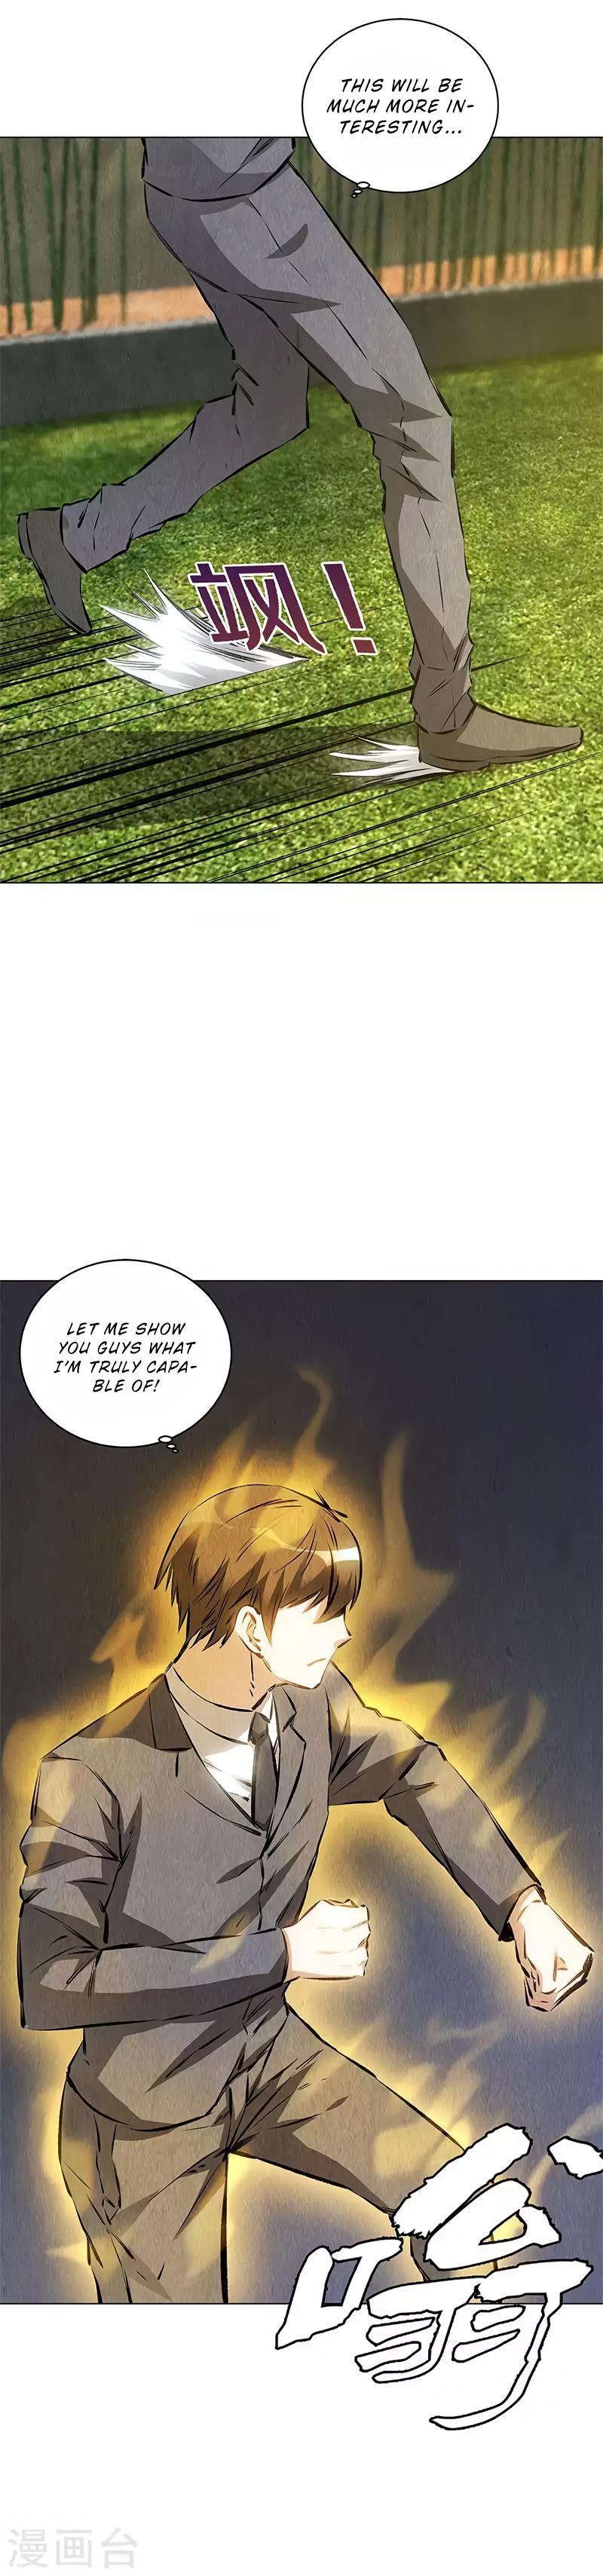 THIS WILL BE
MUCH MORE IN-
TERESTING...
飒!
LET ME SHOW
YOU GUYS WHAT
I'M TRULY CAPA-
BLE OF!
漫画台